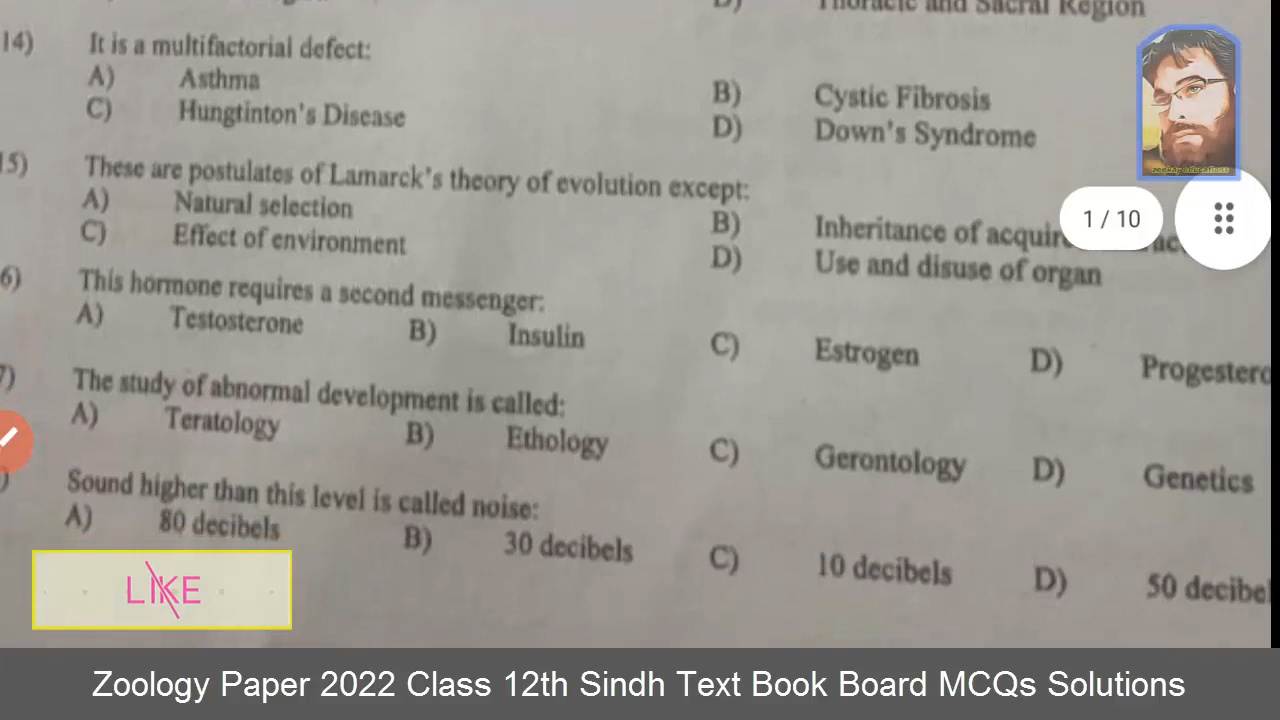 D) Thoracic and Sacral Region
14) It is a multifactorial defect:
A) Asthma B) Cystic Fibrosis
C) Hungtinton's Disease D) Down's Syndrome
15) These are postulates of Lamarck's theory of evolution except:
A) Natural selection B) Inheritance of
C) Effect of environment D) Use and disuse of organ
6) This hormone requires a second messenger:
A) Testosterone B) Insulin C) Estrogen D) Progestero
7) The study of abnormal development is called:
A) Teratology B) Ethology C) Gerontology D) Genetics
) Sound higher than this level is called noise:
A) 80 decibels B) 30 decibels C) 10 decibels D) 50 decibel
1 / 10
LIKE
Zoology Paper 2022 Class 12th Sindh Text Book Board MCQs Solutions